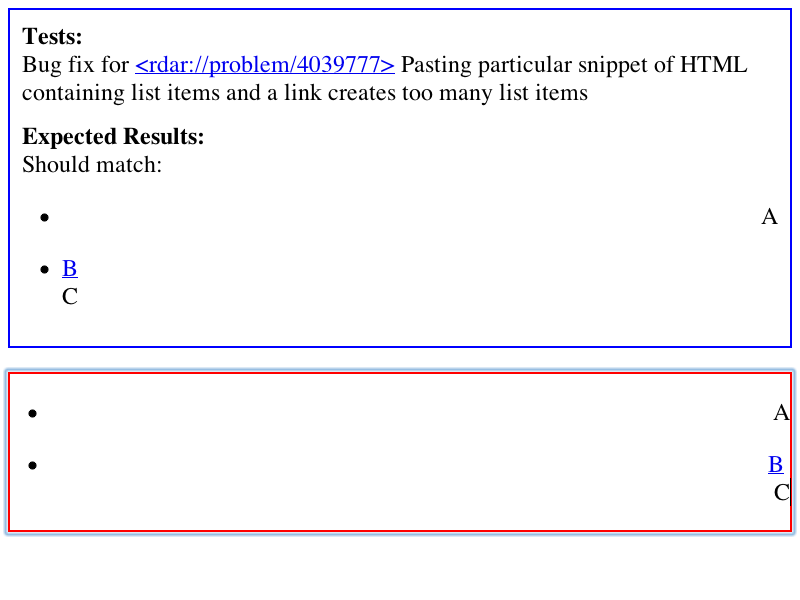 Tests:
Bug fix for <rdar://problem/4039777> Pasting particular snippet of HTML
containing list items and a link creates too many list items
Expected Results:
Should match:
• A
• B
C
• A
• B
C